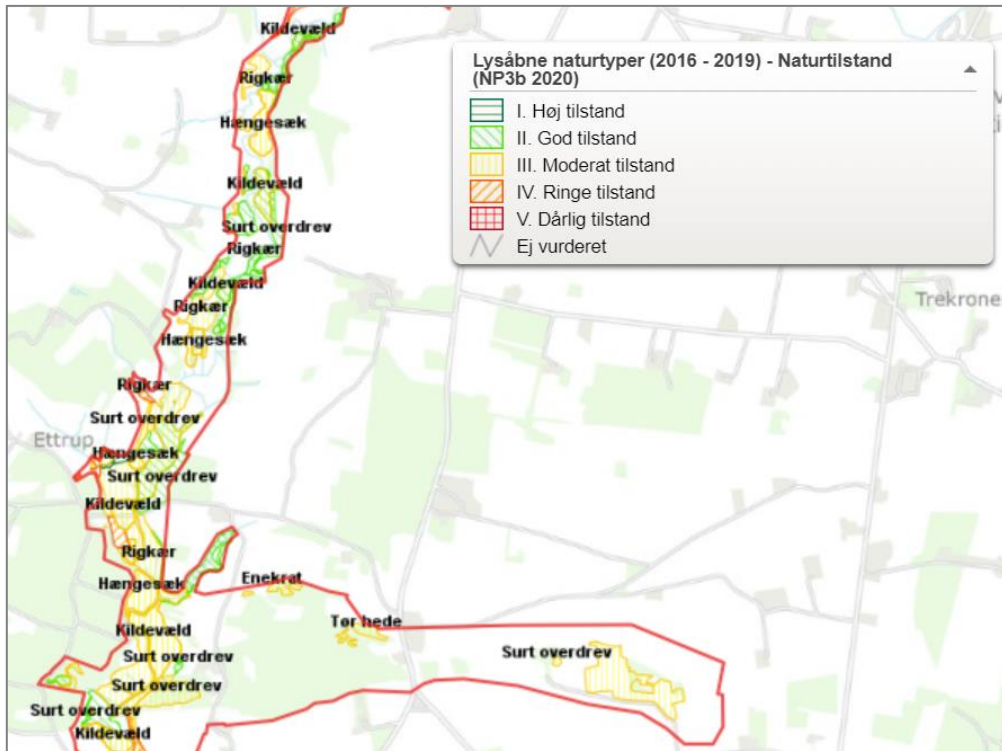 Kildevæld
Rigkær
Hængesæk
Kildevæld
Surt overdrev
Rigkær
Kildevæld
Rigkær
Hængesæk
Rigkær
Surt overdrev
Ettrup
Hængesæk
Surt overdrev
Kildevæld
Rigkær
Hængesæk
Enekrat
Tør hede
Kildevæld
Surt overdrev
Surt overdrev
Surt overdrev
Surt overdrev
Kildevæld
Lysåbne naturtyper (2016 - 2019) - Naturtilstand
(NP3b 2020)
I. Høj tilstand
II. God tilstand
III. Moderat tilstand
IV. Ringe tilstand
V. Dårlig tilstand
Ej vurderet
Trekrone